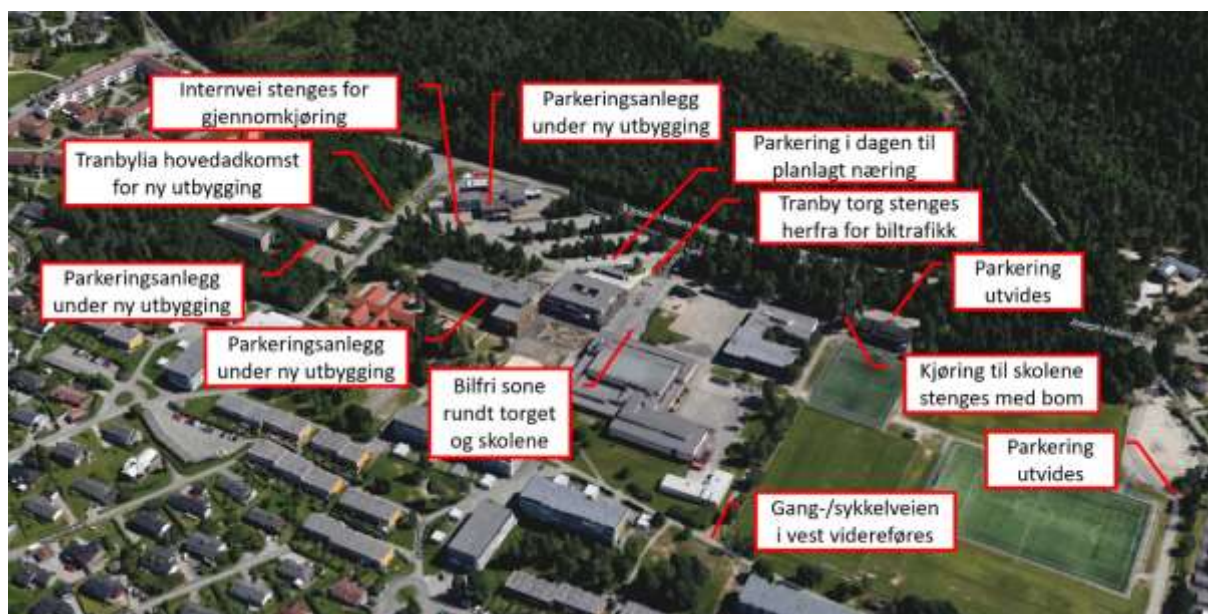 Internvei stenges for
gjennomkjøring
Parkeringsanlegg
under ny utbygging
Tranbylia hovedadkomst
for ny utbygging
Parkering i dagen til
planlagt næring
Tranby torg stenges
herfra for biltrafikk
Parkeringsanlegg
under ny utbygging
Parkering
utvides
Parkeringsanlegg
under ny utbygging
Bilfri sone
rundt torget
og skolene
Kjøring til skolene
stenges med bom
Parkering
utvides
Gang-/sykkelveien
i vest videreføres